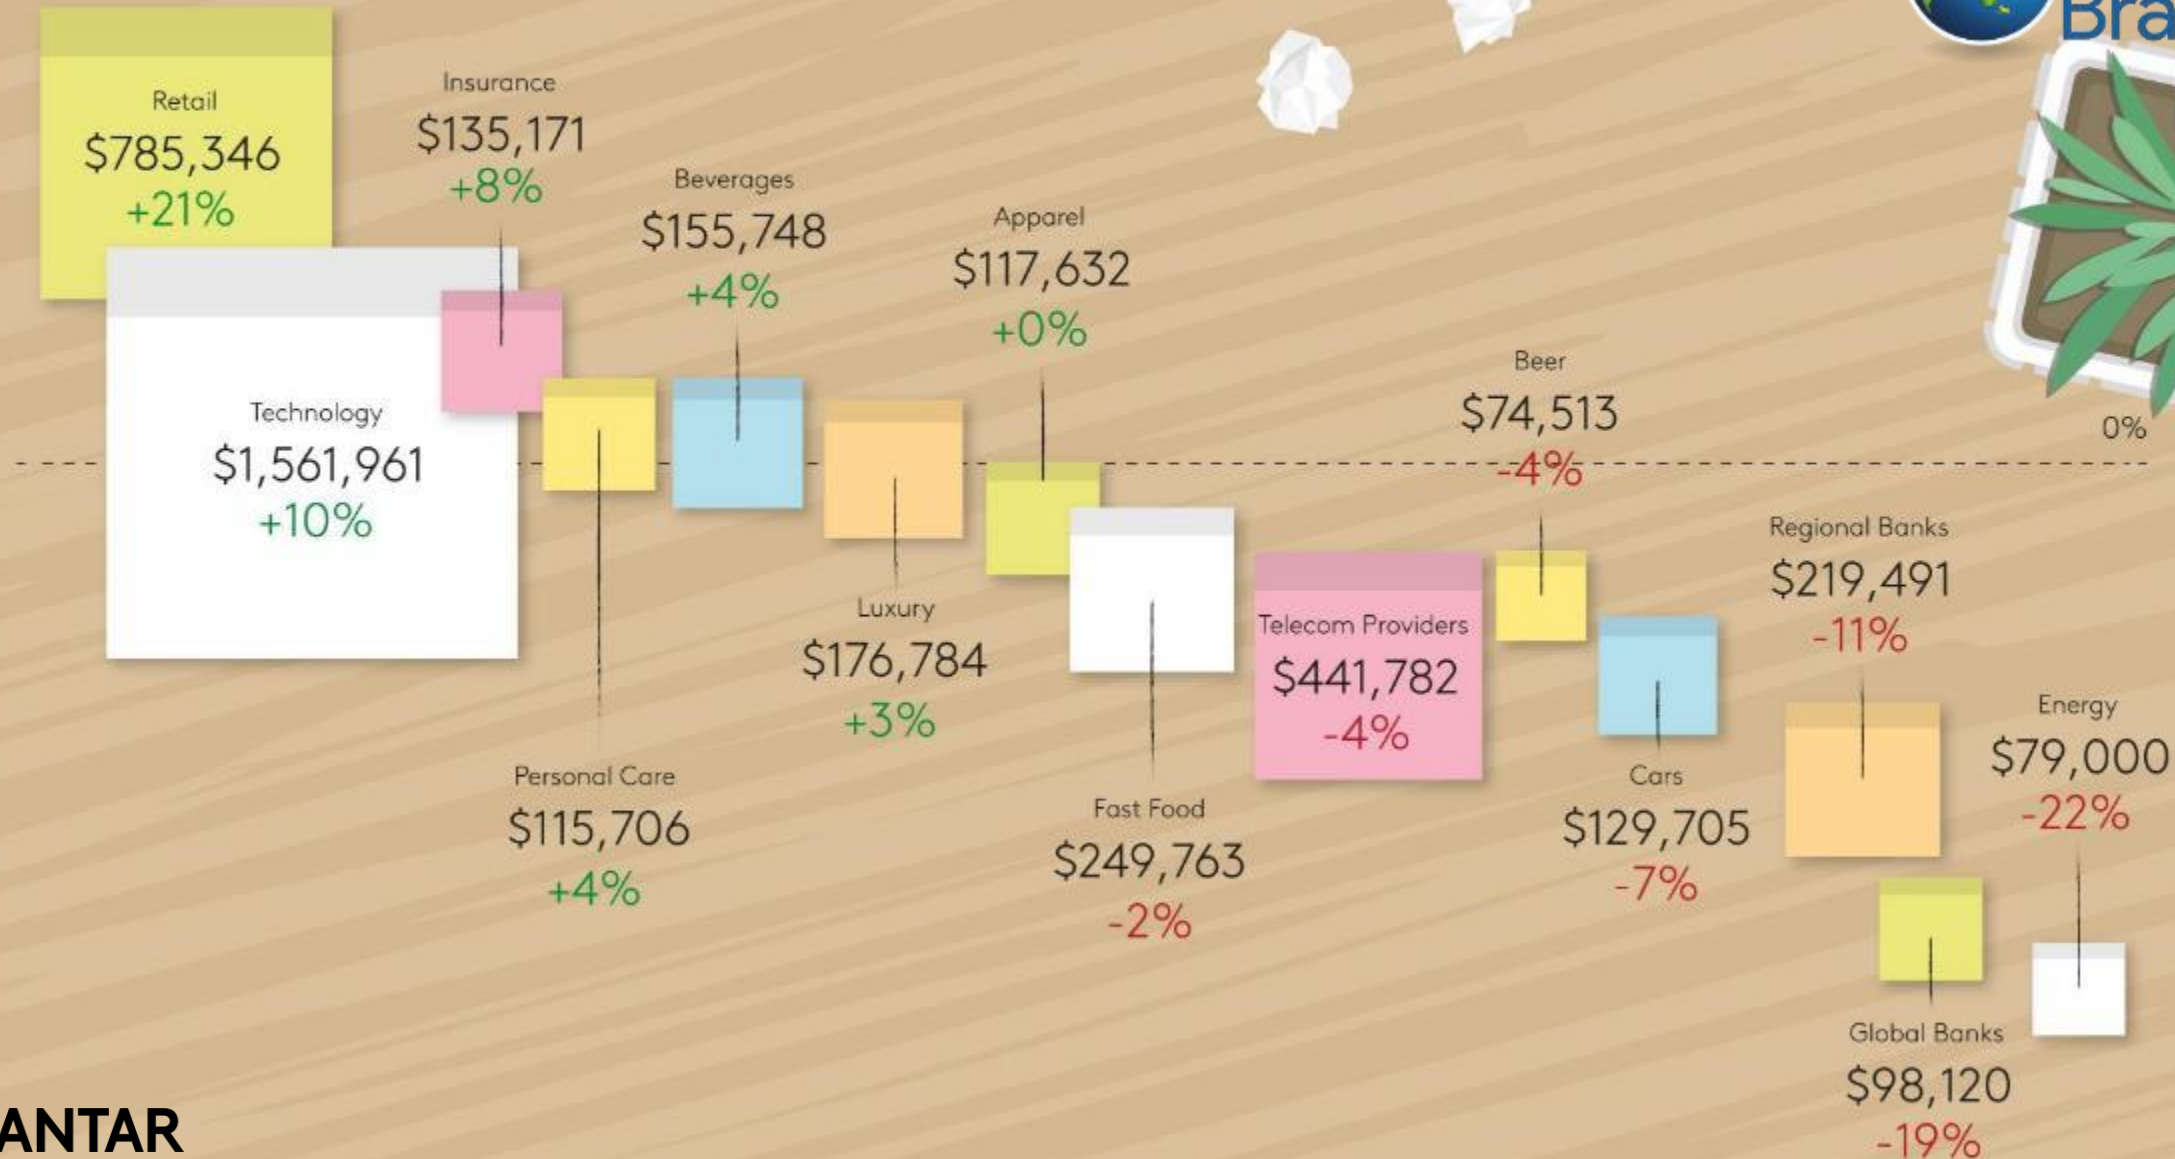 Bra
Retail
$785,346
+21%
Insurance
$135,171
+8%
Beverages
$155,748
+4%
Apparel
$117,632
+0%
Beer
$74,513
-4%
0%
Technology
$1,561,961
+10%
Regional Banks
$219,491
-11%
Luxury
$176,784
+3%
Telecom Providers
$441,782
-4%
Energy
$79,000
-22%
Personal Care
$115,706
+4%
Fast Food
$249,763
-2%
Cars
$129,705
-7%
Global Banks
$98,120
-19%
ANTAR